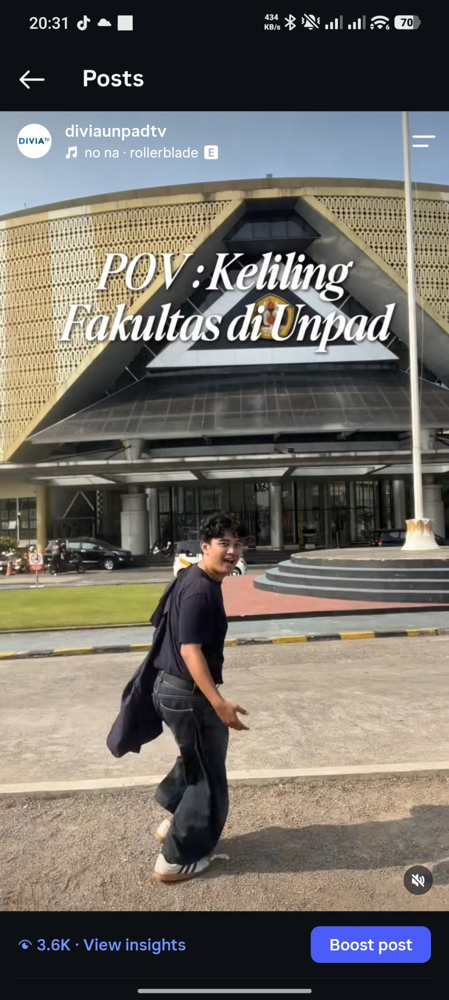 20:31
434
KB/s
6
70
Posts
DIVIA TV
diviaunpadtv
no na · rollerblade E
POV : Keliling
Fakultas di Unpad
3.6K · View insights
Boost post